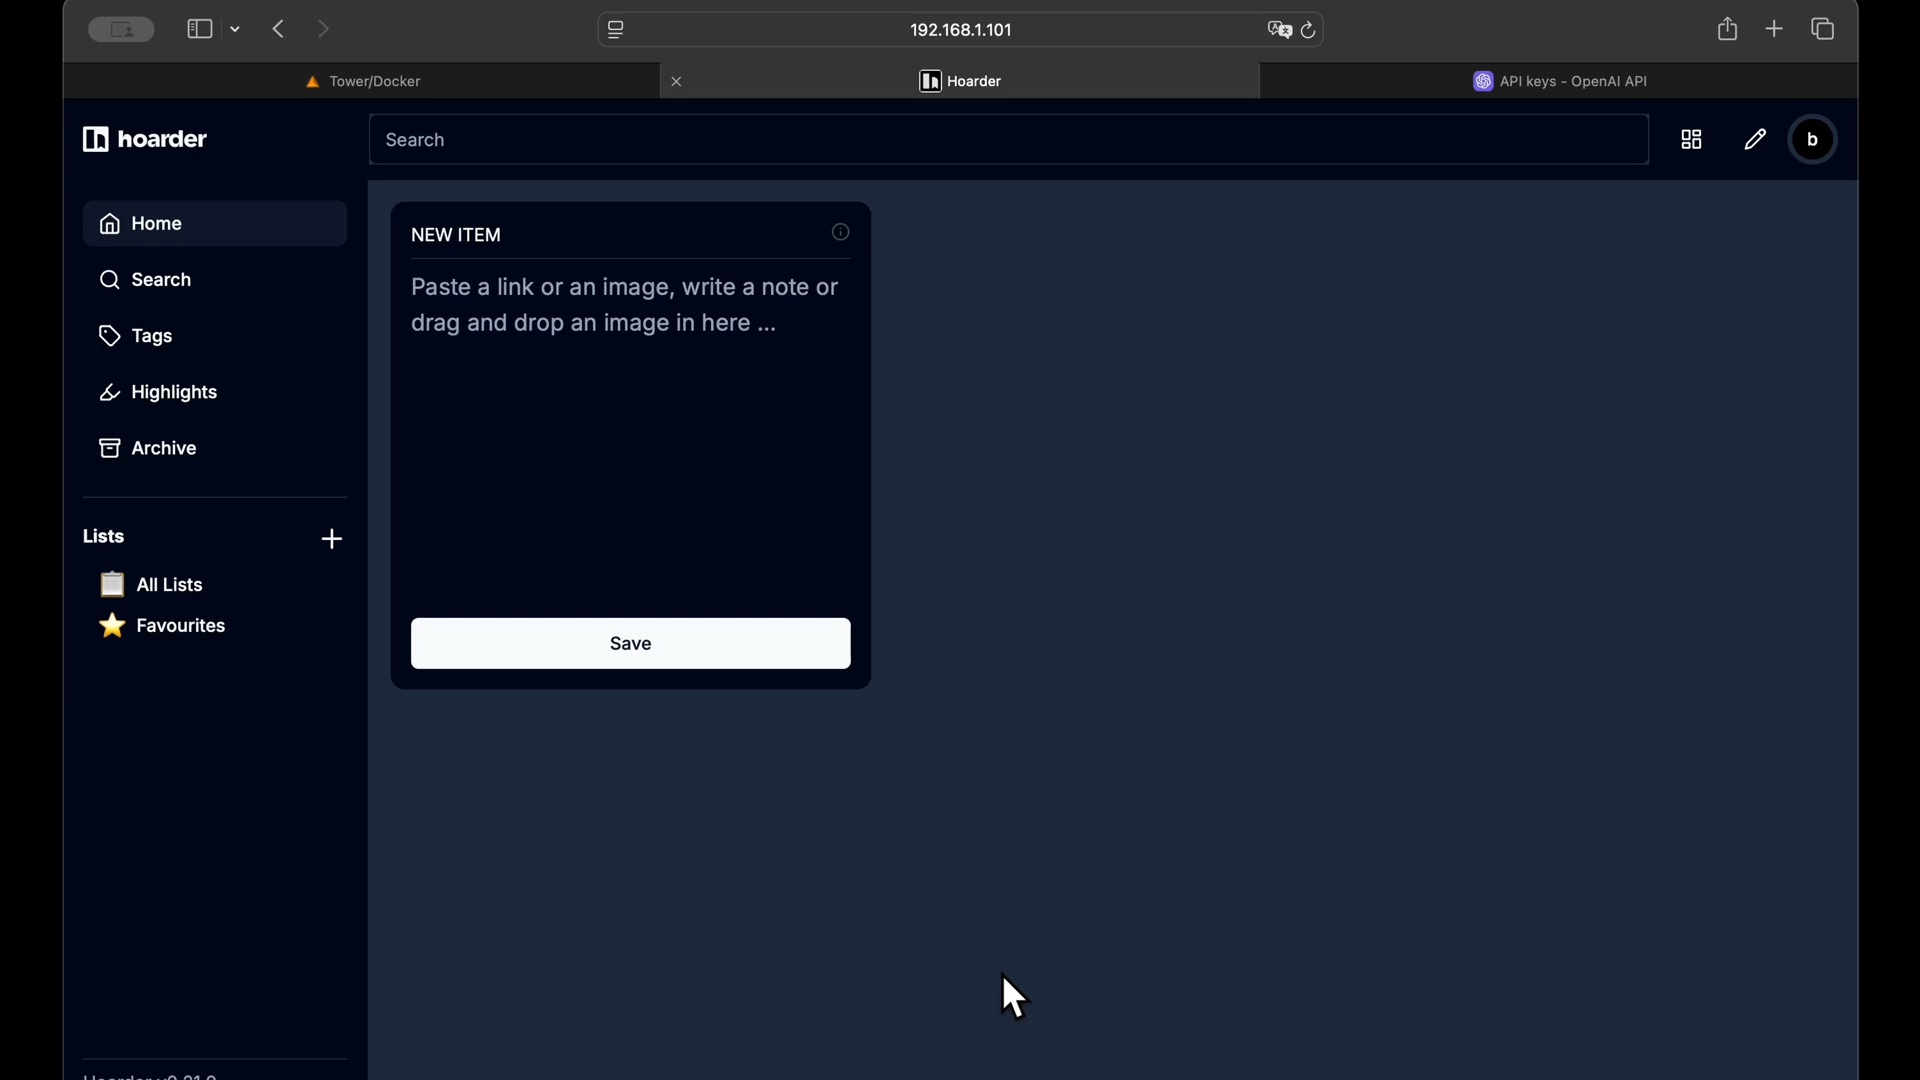 192.168.1.101
Tower/Docker
Hoarder
API keys - OpenAI API
hoarder
Search
b
Home
Search
Tags
Highlights
Archive
Lists
All Lists
Favourites
NEW ITEM
Paste a link or an image, write a note or
drag and drop an image in here ...
Save